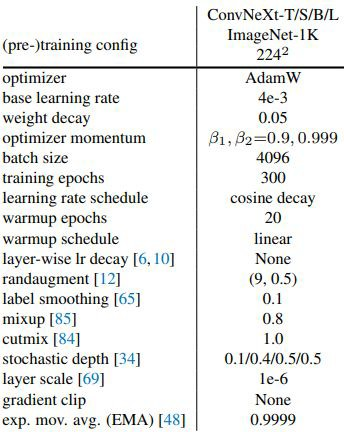 (pre-)training config ConvNeXt-T/S/B/L
ImageNet-1K
224²
optimizer AdamW
base learning rate 4e-3
weight decay 0.05
optimizer momentum β₁, β₂=0.9, 0.999
batch size 4096
training epochs 300
learning rate schedule cosine decay
warmup epochs 20
warmup schedule linear
layer-wise lr decay [6, 10] None
randaugment [12] (9, 0.5)
label smoothing [65] 0.1
mixup [85] 0.8
cutmix [84] 1.0
stochastic depth [34] 0.1/0.4/0.5/0.5
layer scale [69] 1e-6
gradient clip None
exp. mov. avg. (EMA) [48] 0.9999